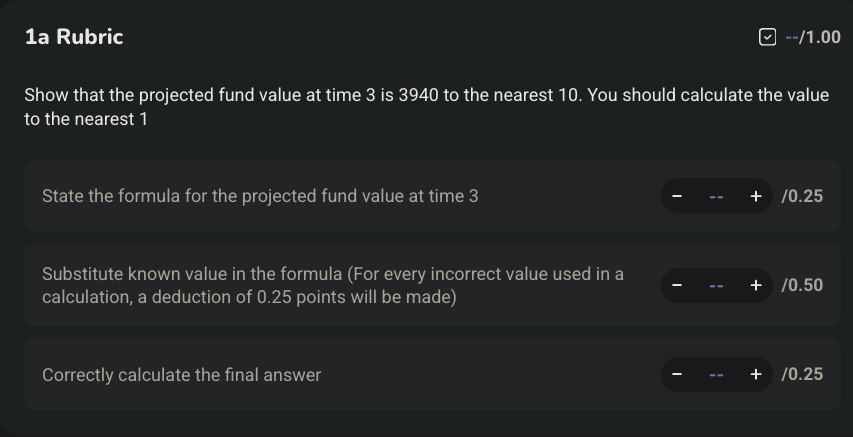 1a Rubric
--/1.00
Show that the projected fund value at time 3 is 3940 to the nearest 10. You should calculate the value
to the nearest 1
State the formula for the projected fund value at time 3
− -- + /0.25
Substitute known value in the formula (For every incorrect value used in a
calculation, a deduction of 0.25 points will be made)
− -- + /0.50
Correctly calculate the final answer
− -- + /0.25